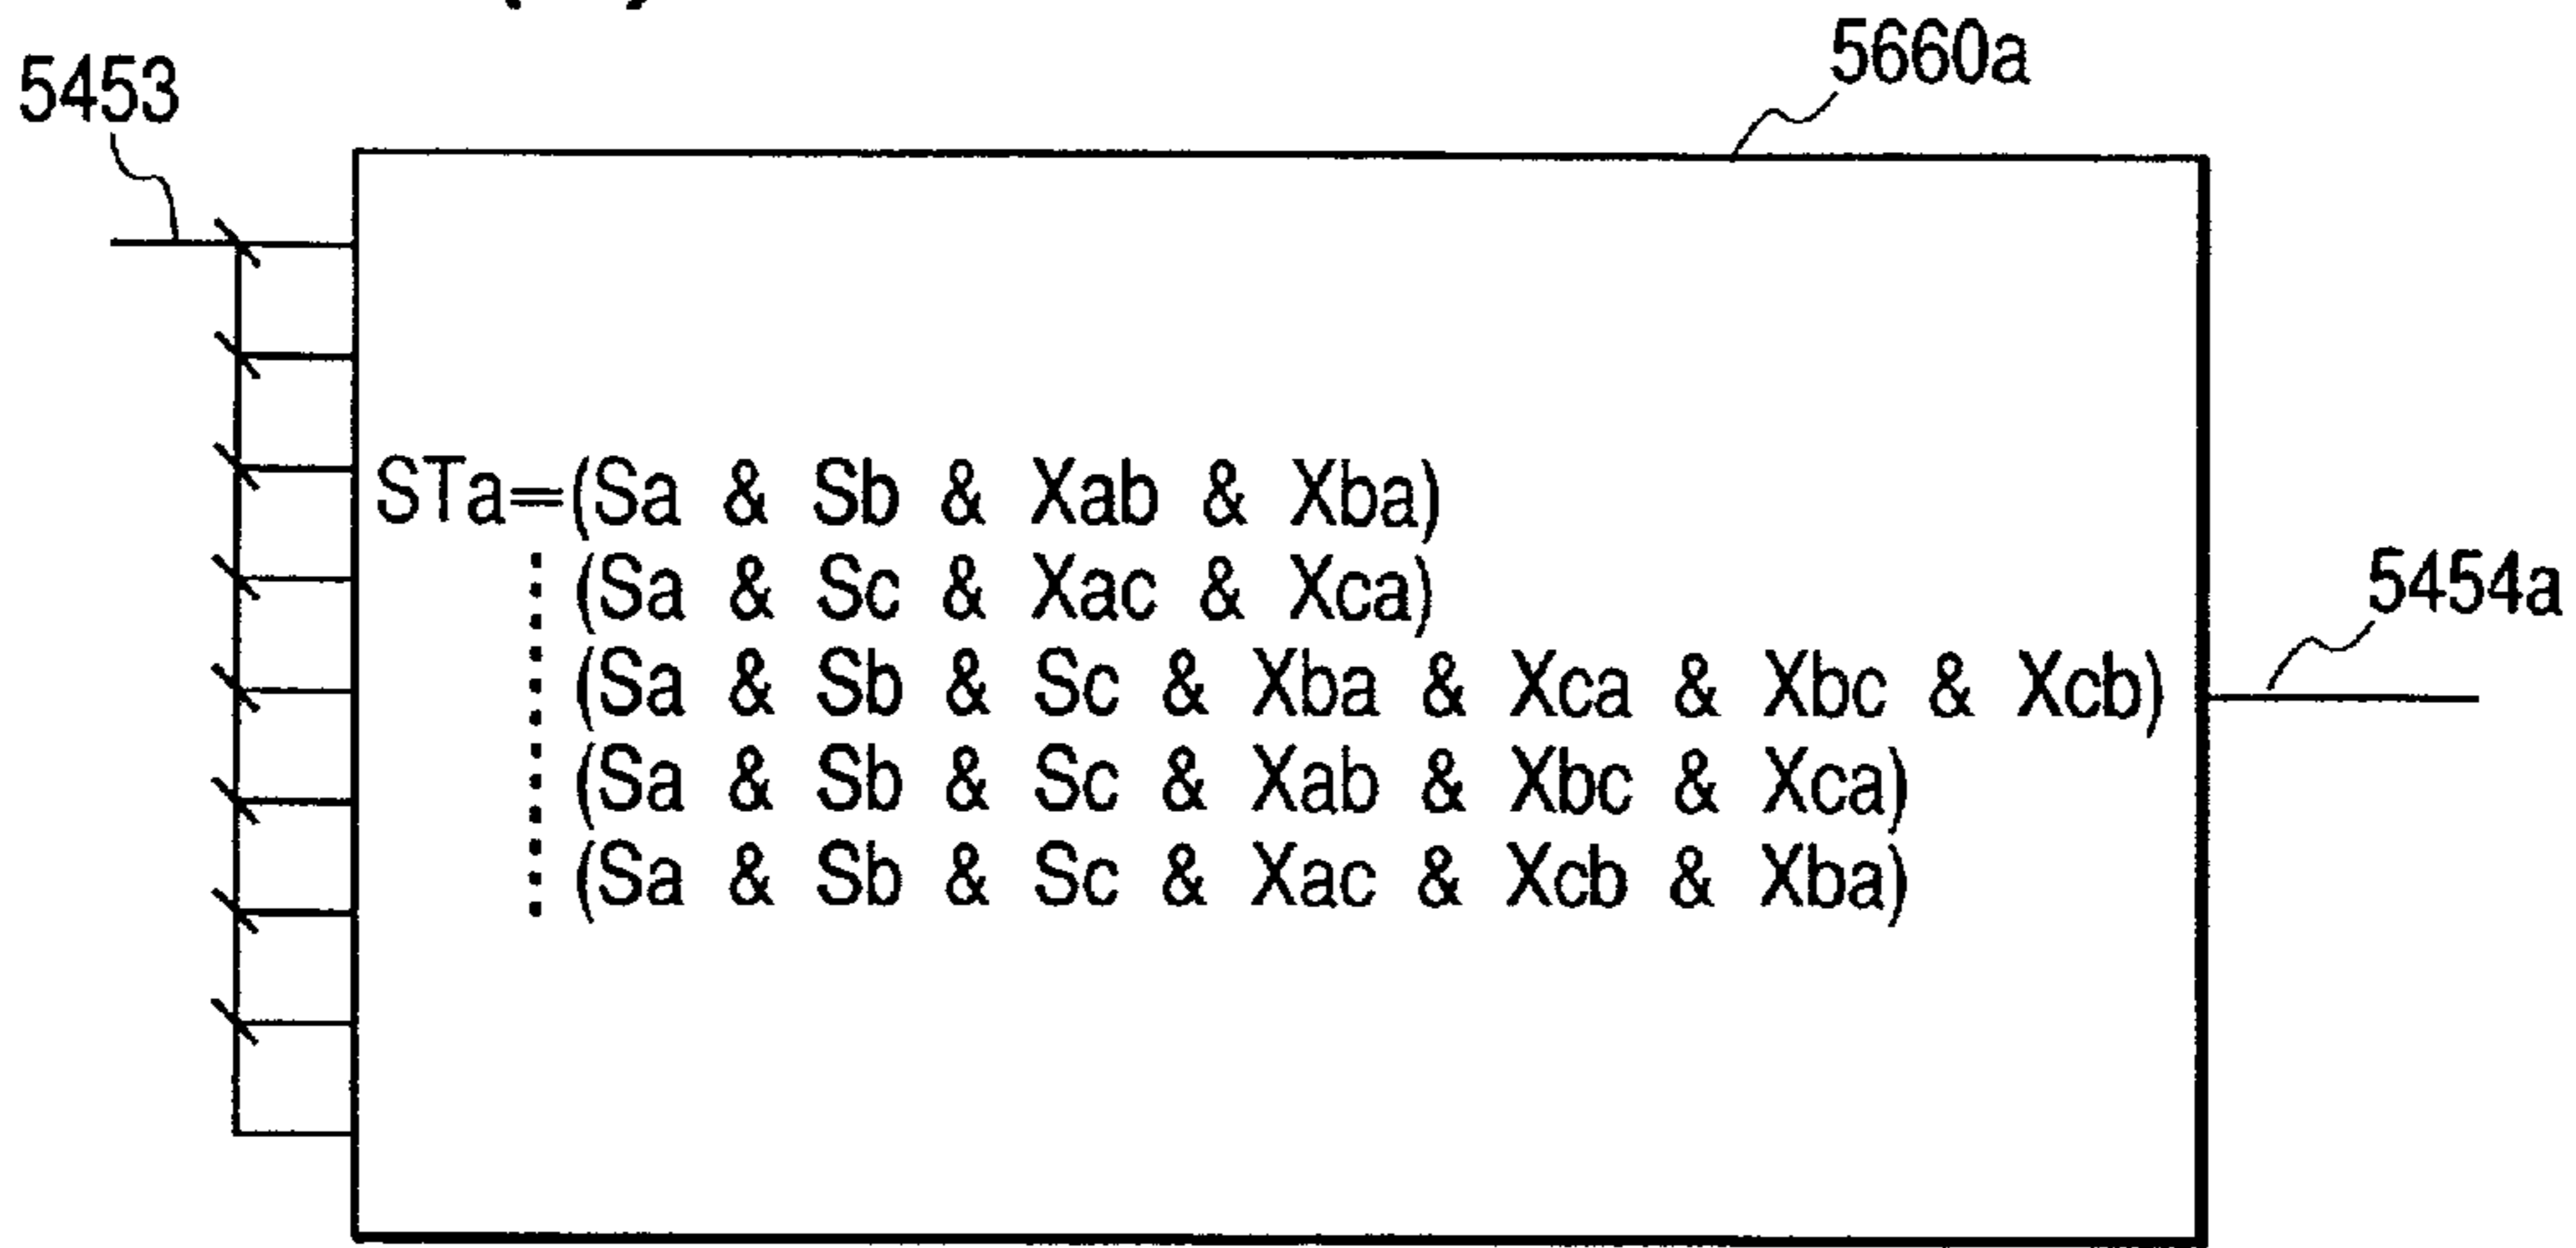 5660a
5453
STa=(Sa & Sb & Xab & Xba)
¦ (Sa & Sc & Xac & Xca)
¦ (Sa & Sb & Sc & Xba & Xca & Xbc & Xcb)
¦ (Sa & Sb & Sc & Xab & Xbc & Xca)
¦ (Sa & Sb & Sc & Xac & Xcb & Xba)
5454a